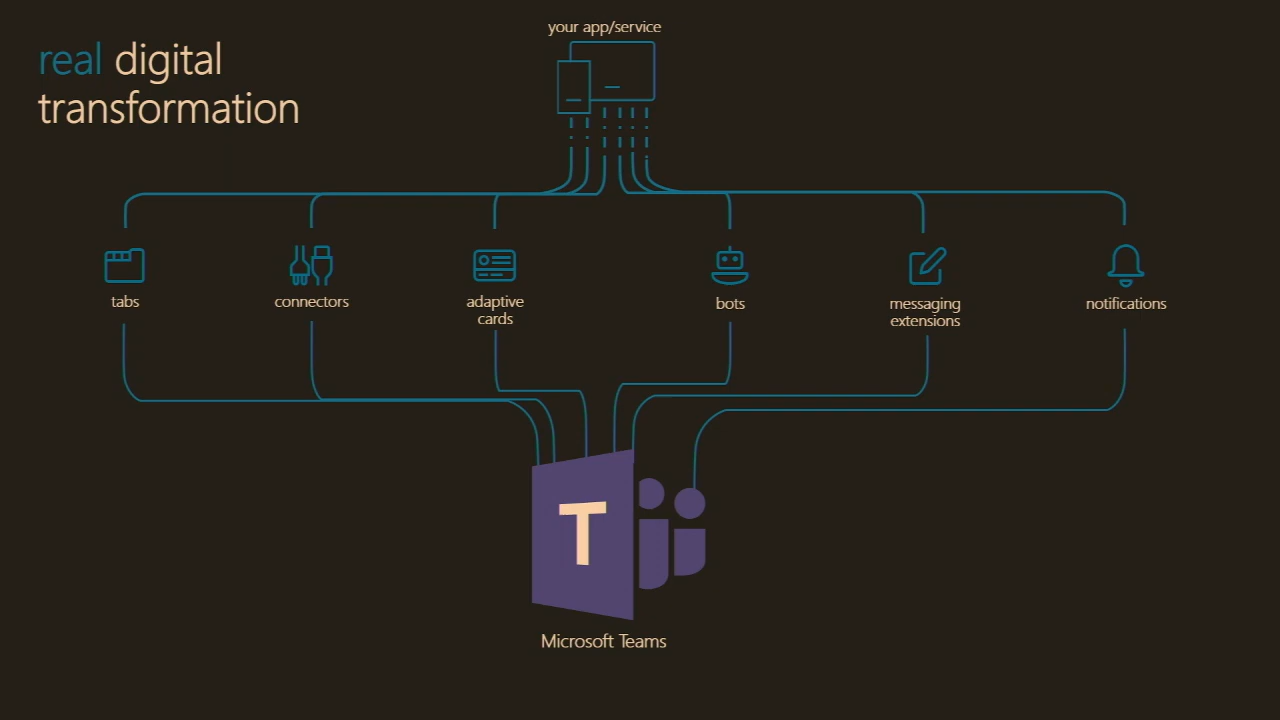 real digital
transformation
your app/service
tabs
connectors
adaptive
cards
bots
messaging
extensions
notifications
T
Microsoft Teams